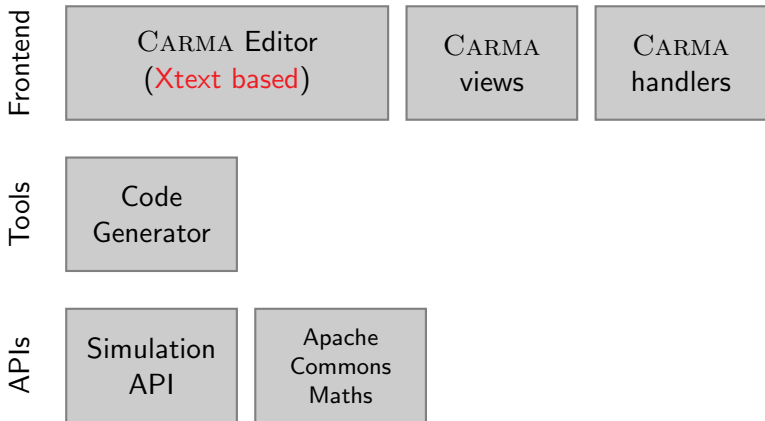 Frontend
CARMA Editor
(Xtext based)
CARMA
views
CARMA
handlers
Tools
Code
Generator
APIs
Simulation
API
Apache
Commons
Maths